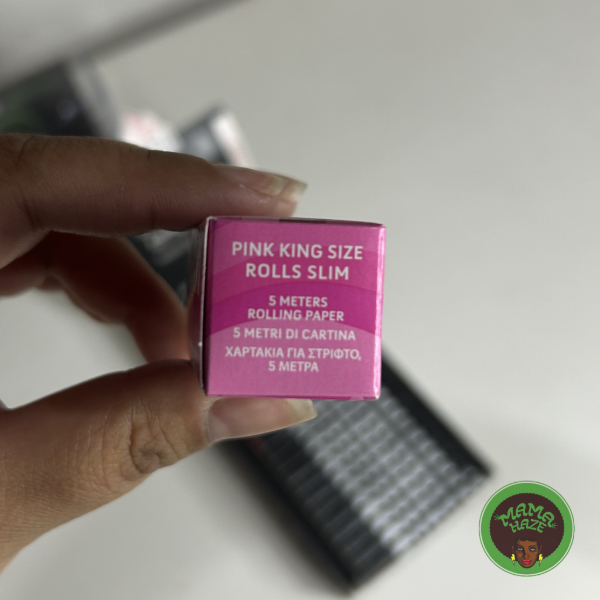 PINK KING SIZE
ROLLS SLIM
5 METERS
ROLLING PAPER
5 METRI DI CARTINA
ΧΑΡΤΑΚΙΑ ΓΙΑ ΣΤΡΙΦΤΟ,
5 ΜΕΤΡΑ
MAMA
HAZE